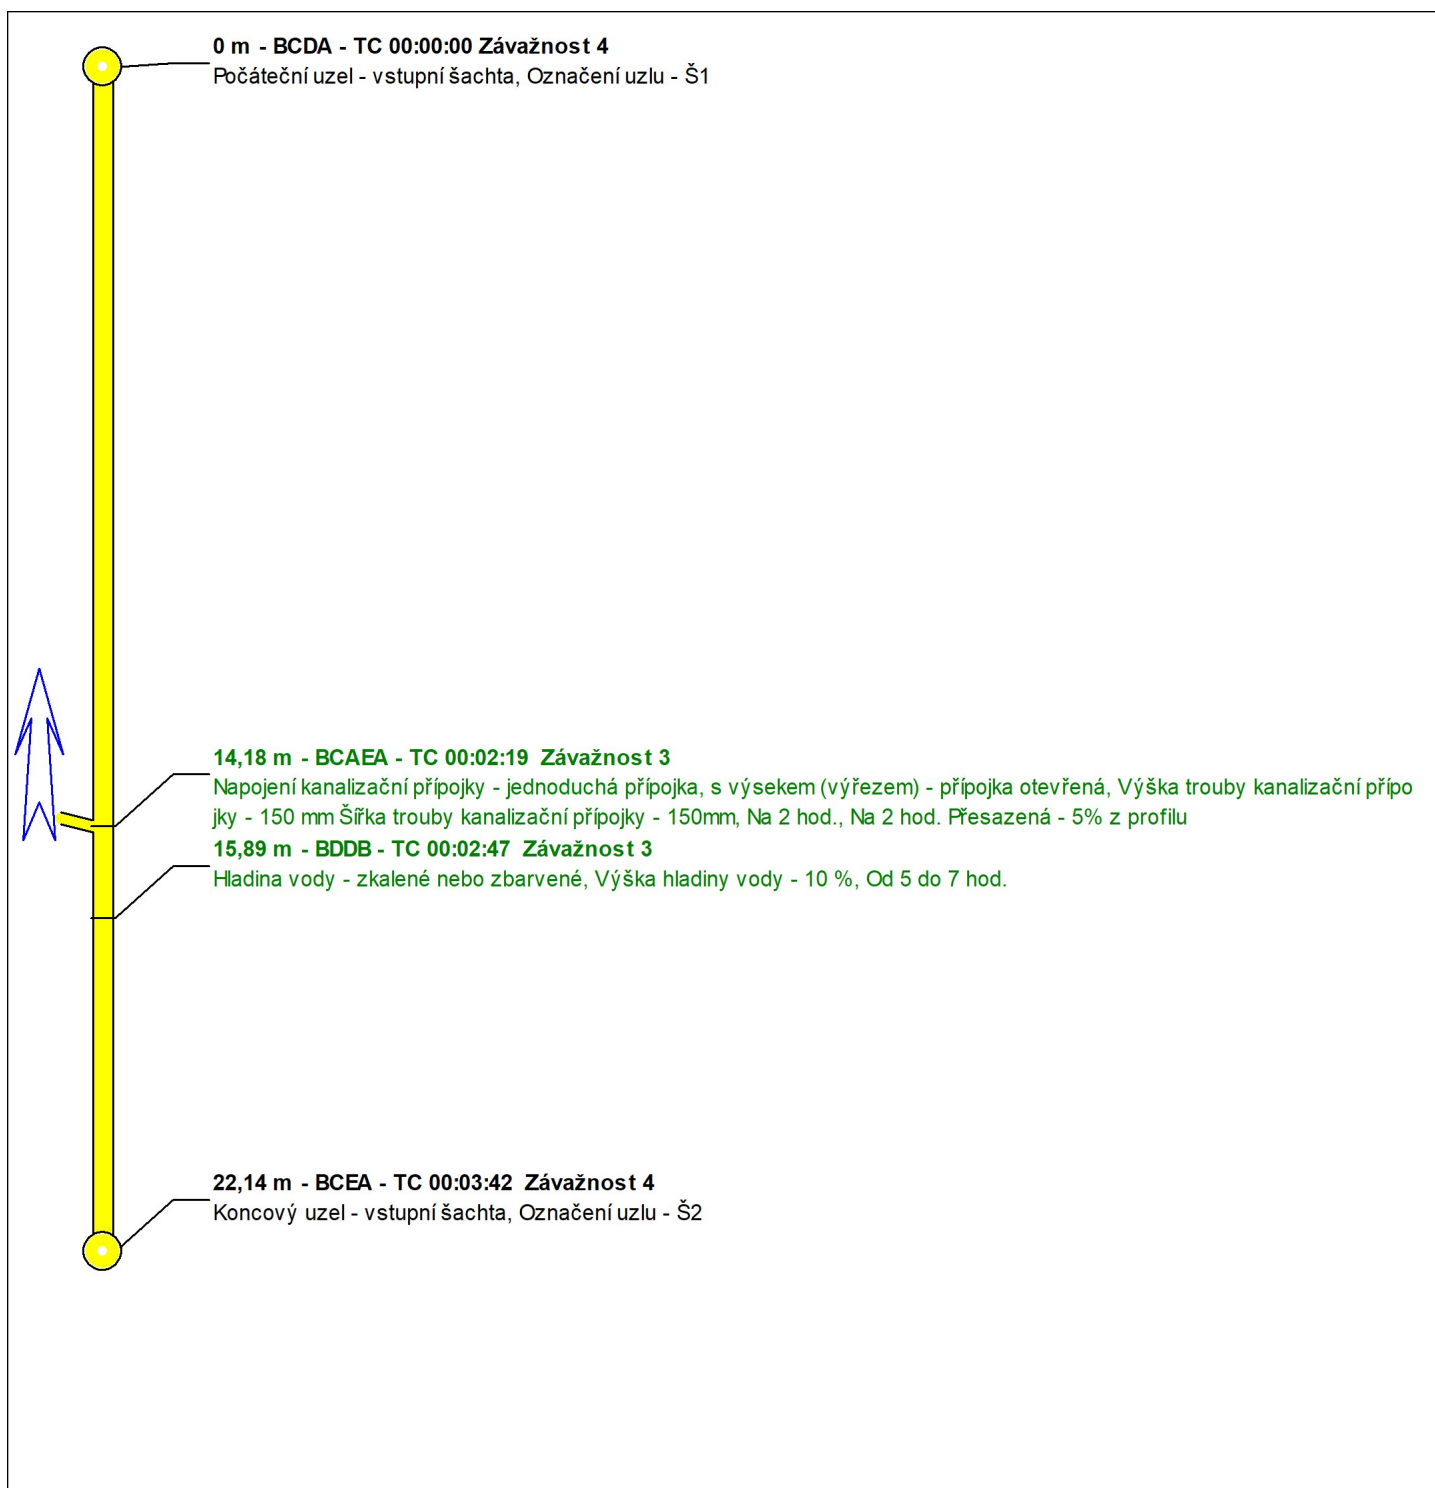 0 m - BCDA - TC 00:00:00 Závažnost 4
Počáteční uzel - vstupní šachta, Označení uzlu - Š1
14,18 m - BCAEA - TC 00:02:19 Závažnost 3
Napojení kanalizační přípojky - jednoduchá přípojka, s výsekem (výřezem) - přípojka otevřená, Výška trouby kanalizační přípo
jky - 150 mm Šířka trouby kanalizační přípojky - 150mm, Na 2 hod., Na 2 hod. Přesazená - 5% z profilu
15,89 m - BDDB - TC 00:02:47 Závažnost 3
Hladina vody - zkalené nebo zbarvené, Výška hladiny vody - 10 %, Od 5 do 7 hod.
22,14 m - BCEA - TC 00:03:42 Závažnost 4
Koncový uzel - vstupní šachta, Označení uzlu - Š2